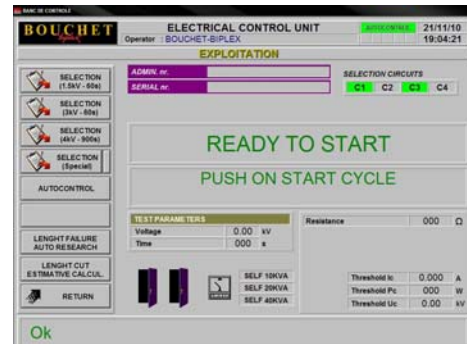 BANC DE CONTROLE
BOUCHET
ELECTRICAL CONTROL UNIT
Operator : BOUCHET-BIPLEX
AUTOCONTROL
21/11/10
19:04:21
EXPLOITATION
SELECTION
(1.5kV - 60s)
SELECTION
(3kV - 60s)
SELECTION
(4kV - 900s)
SELECTION
(Special)
AUTOCONTROL
LENGHT FAILURE
AUTO RESEARCH
LENGHT CUT
ESTIMATIVE CALCUL.
RETURN
ADMIN. nr.
SERIAL nr.
SELECTION CIRCUITS
C1 C2 C3 C4
READY TO START
PUSH ON START CYCLE
TEST PARAMETERS
Voltage 0.00 kV
Time 000 s
SELF 10KVA
SELF 20KVA
SELF 40KVA
Resistance 000 Ω
Threshold Ic 0.000 A
Threshold Pc 000 W
Threshold Uc 0.00 kV
Ok